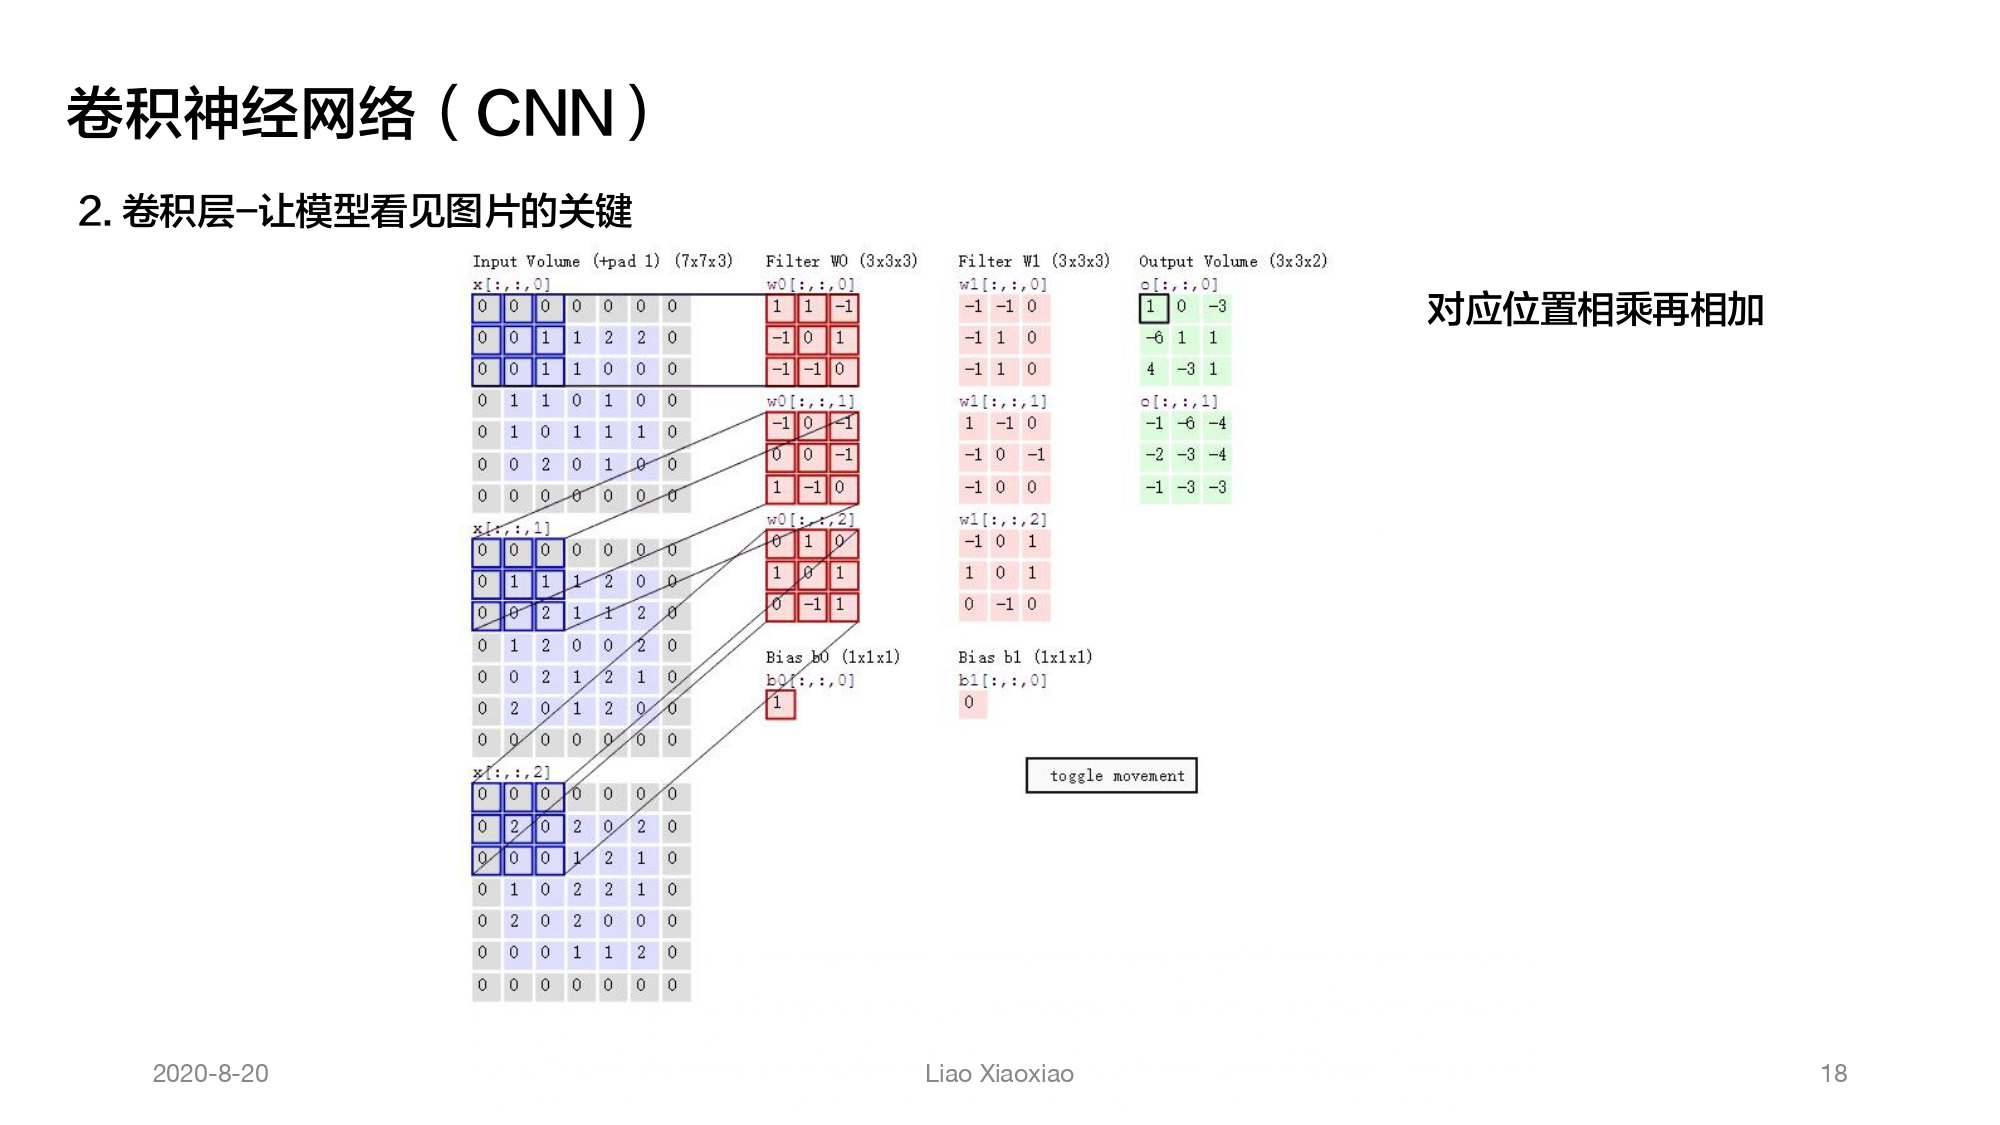 卷积神经网络（CNN）
2. 卷积层–让模型看见图片的关键
对应位置相乘再相加
Input Volume (+pad 1) (7x7x3)
x[:,:,0]
0 0 0 0 0 0 0
0 0 1 1 2 2 0
0 0 1 1 0 0 0
0 1 1 0 1 0 0
0 1 0 1 1 1 0
0 0 2 0 1 0 0
0 0 0 0 0 0 0
x[:,:,1]
0 0 0 0 0 0 0
0 1 1 1 2 0 0
0 0 2 1 1 2 0
0 1 2 0 0 2 0
0 0 2 1 2 1 0
0 2 0 1 2 0 0
0 0 0 0 0 0 0
x[:,:,2]
0 0 0 0 0 0 0
0 2 0 2 0 2 0
0 0 0 1 2 1 0
0 1 0 2 2 1 0
0 2 0 2 0 0 0
0 0 0 1 1 2 0
0 0 0 0 0 0 0
Filter W0 (3x3x3)
w0[:,:,0]
1 1 -1
-1 0 1
-1 -1 0
w0[:,:,1]
-1 0 -1
0 0 -1
1 -1 0
w0[:,:,2]
0 1 0
1 0 1
0 -1 1
Bias b0 (1x1x1)
b0[:,:,0]
1
Filter W1 (3x3x3)
w1[:,:,0]
-1 -1 0
-1 1 0
-1 1 0
w1[:,:,1]
1 -1 0
-1 0 -1
-1 0 0
w1[:,:,2]
-1 0 1
1 0 1
0 -1 0
Bias b1 (1x1x1)
b1[:,:,0]
0
Output Volume (3x3x2)
o[:,:,0]
1 0 -3
-6 1 1
4 -3 1
o[:,:,1]
-1 -6 -4
-2 -3 -4
-1 -3 -3
toggle movement
2020-8-20
Liao Xiaoxiao
18